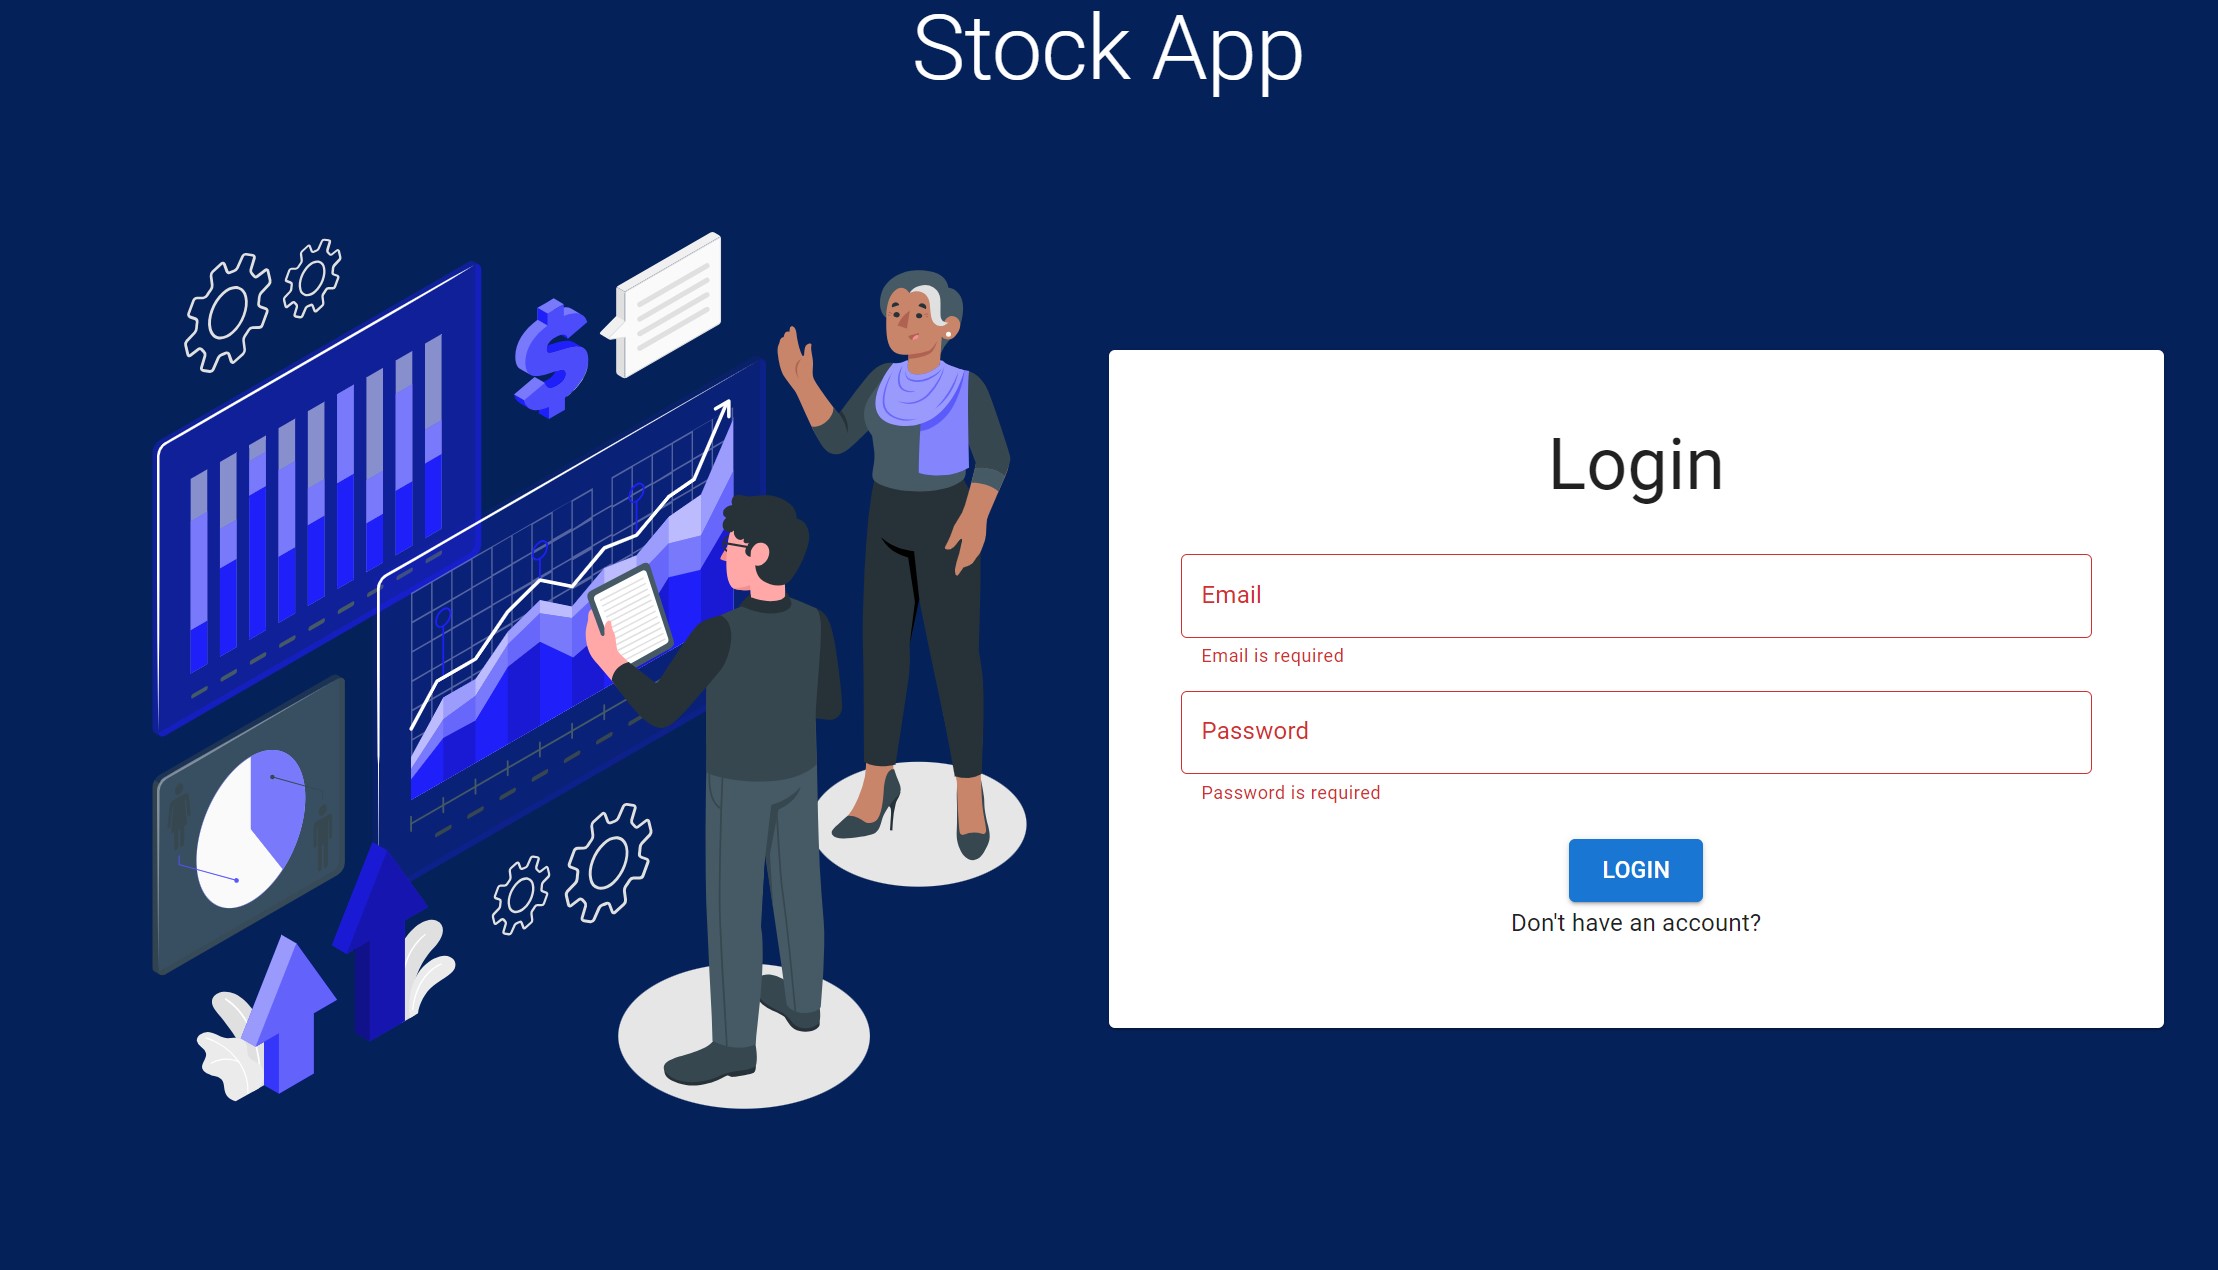 Stock App
Login
Email
Email is required
Password
Password is required
LOGIN
Don't have an account?